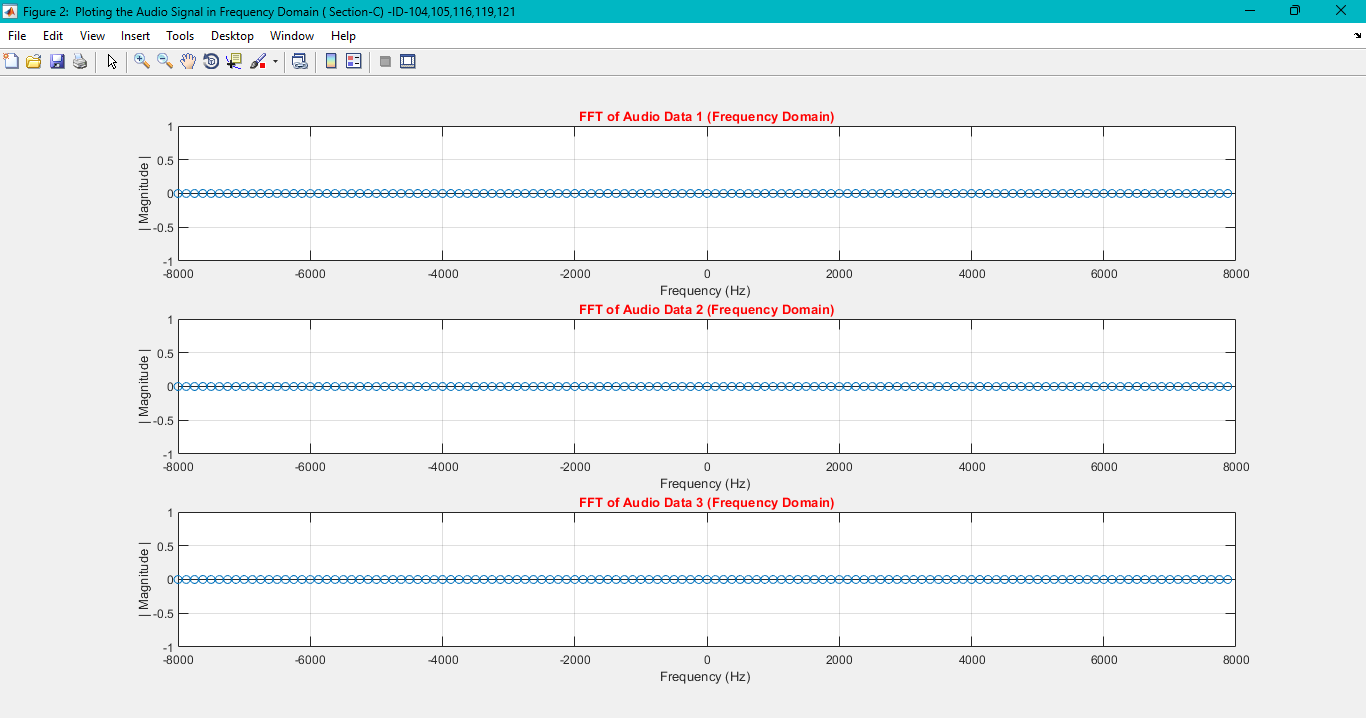 Figure 2: Ploting the Audio Signal in Frequency Domain ( Section-C) -ID-104,105,116,119,121
File Edit View Insert Tools Desktop Window Help
FFT of Audio Data 1 (Frequency Domain)
1
0.5
0
-0.5
-1
| Magnitude |
-8000 -6000 -4000 -2000 0 2000 4000 6000 8000
Frequency (Hz)
FFT of Audio Data 2 (Frequency Domain)
1
0.5
0
-0.5
-1
| Magnitude |
-8000 -6000 -4000 -2000 0 2000 4000 6000 8000
Frequency (Hz)
FFT of Audio Data 3 (Frequency Domain)
1
0.5
0
-0.5
-1
| Magnitude |
-8000 -6000 -4000 -2000 0 2000 4000 6000 8000
Frequency (Hz)